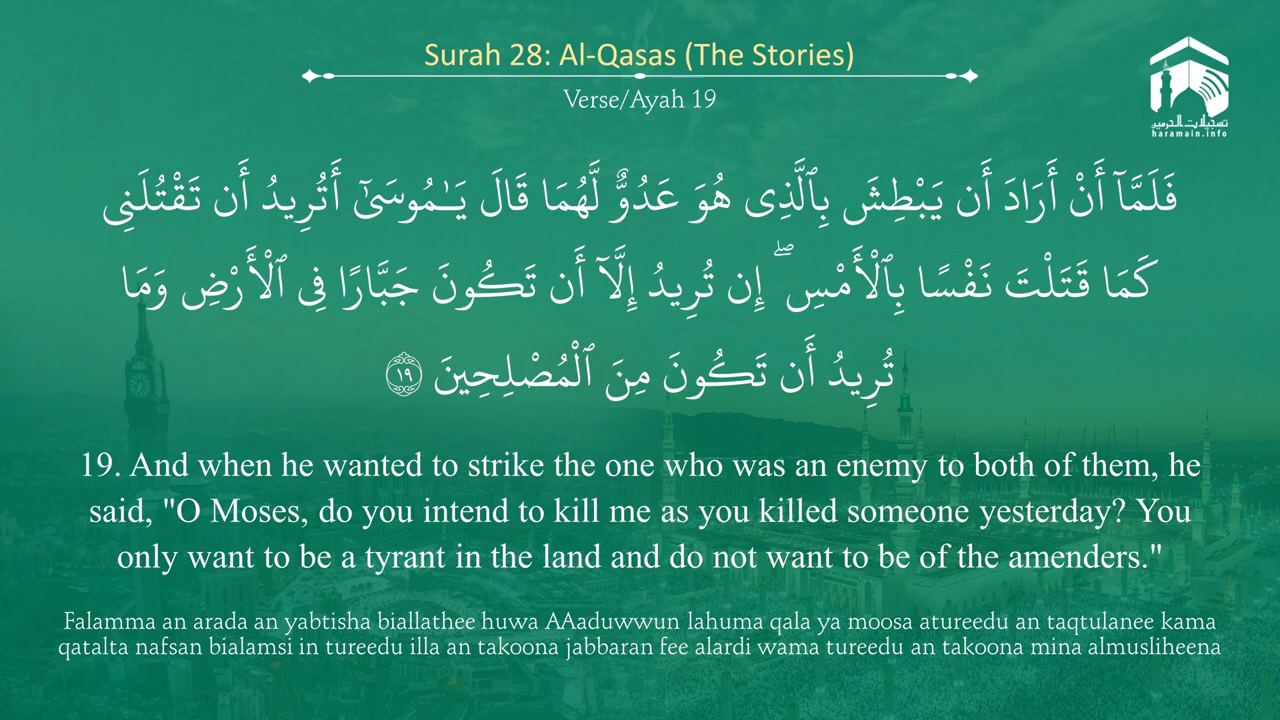 Surah 28: Al-Qasas (The Stories)
Verse/Ayah 19
تسجيلات الحرمين
haramain.info
فَلَمَّآ أَنْ أَرَادَ أَن يَبْطِشَ بِٱلَّذِى هُوَ عَدُوٌّ لَّهُمَا قَالَ يَـٰمُوسَىٰٓ أَتُرِيدُ أَن تَقْتُلَنِى
كَمَا قَتَلْتَ نَفْسًا بِٱلْأَمْسِ ۖ إِن تُرِيدُ إِلَّآ أَن تَكُونَ جَبَّارًا فِى ٱلْأَرْضِ وَمَا
تُرِيدُ أَن تَكُونَ مِنَ ٱلْمُصْلِحِينَ ١٩
19. And when he wanted to strike the one who was an enemy to both of them, he
said, "O Moses, do you intend to kill me as you killed someone yesterday? You
only want to be a tyrant in the land and do not want to be of the amenders."
Falamma an arada an yabtisha biallathee huwa AAaduwwun lahuma qala ya moosa atureedu an taqtulanee kama
qatalta nafsan bialamsi in tureedu illa an takoona jabbaran fee alardi wama tureedu an takoona mina almusliheena